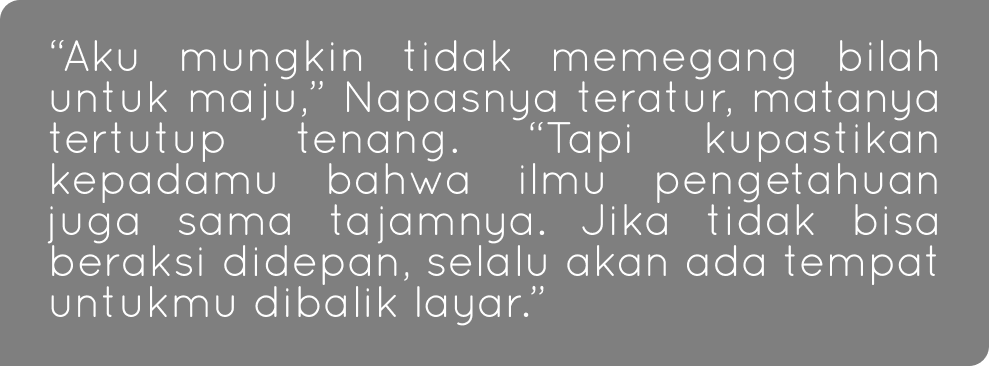 “Aku mungkin tidak memegang bilah
untuk maju,” Napasnya teratur, matanya
tertutup tenang. “Tapi kupastikan
kepadamu bahwa ilmu pengetahuan
juga sama tajamnya. Jika tidak bisa
beraksi didepan, selalu akan ada tempat
untukmu dibalik layar.”